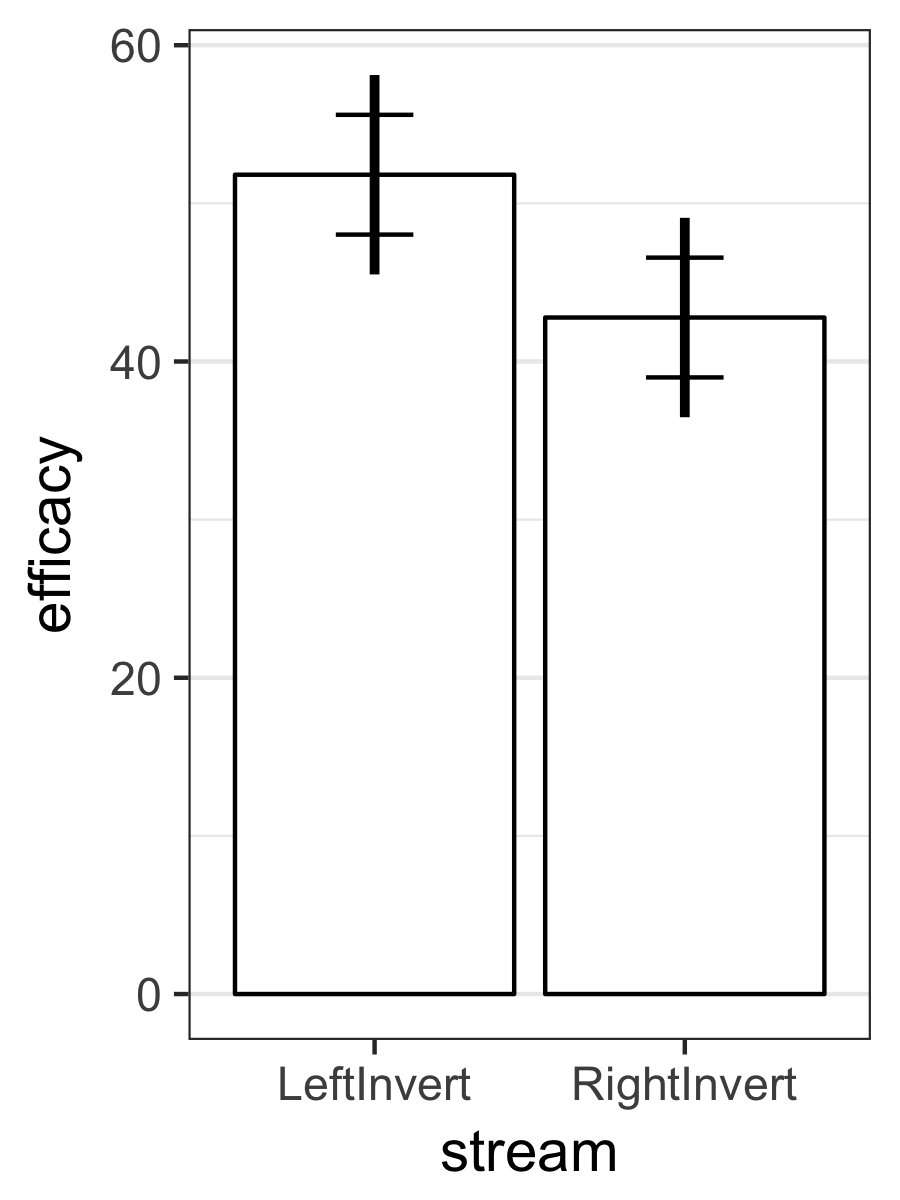 60
40
20
0
efficacy
LeftInvert
RightInvert
stream